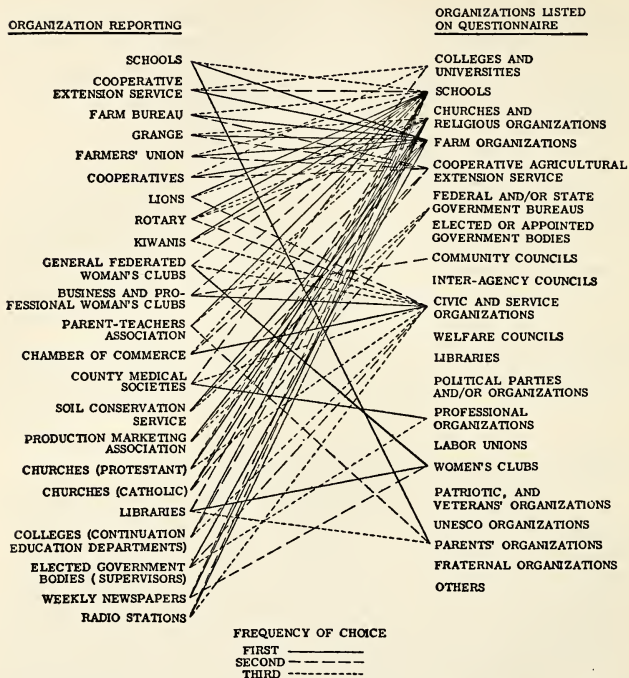 ORGANIZATION REPORTING
SCHOOLS
COOPERATIVE
EXTENSION SERVICE
FARM BUREAU
GRANGE
FARMERS' UNION
COOPERATIVES
LIONS
ROTARY
KIWANIS
GENERAL FEDERATED
WOMAN'S CLUBS
BUSINESS AND PRO-
FESSIONAL WOMAN'S CLUBS
PARENT-TEACHERS
ASSOCIATION
CHAMBER OF COMMERCE
COUNTY MEDICAL
SOCIETIES
SOIL CONSERVATION
SERVICE
PRODUCTION MARKETING
ASSOCIATION
CHURCHES (PROTESTANT)
CHURCHES (CATHOLIC)
LIBRARIES
COLLEGES (CONTINUATION
EDUCATION DEPARTMENTS)
ELECTED GOVERNMENT
BODIES (SUPERVISORS)
WEEKLY NEWSPAPERS
RADIO STATIONS
ORGANIZATIONS LISTED
ON QUESTIONNAIRE
COLLEGES AND
UNIVERSITIES
SCHOOLS
CHURCHES AND
RELIGIOUS ORGANIZATIONS
FARM ORGANIZATIONS
COOPERATIVE AGRICULTURAL
EXTENSION SERVICE
FEDERAL AND/OR STATE
GOVERNMENT BUREAUS
ELECTED OR APPOINTED
GOVERNMENT BODIES
COMMUNITY COUNCILS
INTER-AGENCY COUNCILS
CIVIC AND SERVICE
ORGANIZATIONS
WELFARE COUNCILS
LIBRARIES
POLITICAL PARTIES
AND/OR ORGANIZATIONS
PROFESSIONAL
ORGANIZATIONS
LABOR UNIONS
WOMEN'S CLUBS
PATRIOTIC, AND
VETERANS' ORGANIZATIONS
UNESCO ORGANIZATIONS
PARENTS' ORGANIZATIONS
FRATERNAL ORGANIZATIONS
OTHERS
FREQUENCY OF CHOICE
FIRST
SECOND
THIRD